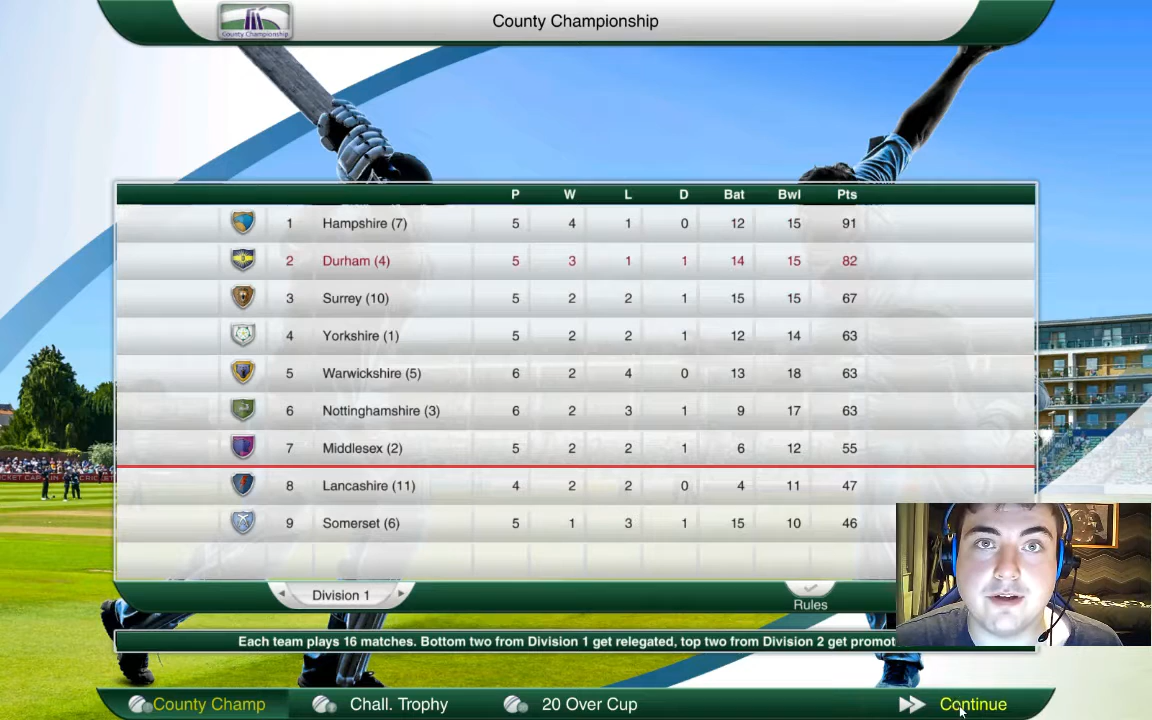 County Championship
County Championship
P W L D Bat Bwl Pts
1 Hampshire (7) 5 4 1 0 12 15 91
2 Durham (4) 5 3 1 1 14 15 82
3 Surrey (10) 5 2 2 1 15 15 67
4 Yorkshire (1) 5 2 2 1 12 14 63
5 Warwickshire (5) 6 2 4 0 13 18 63
6 Nottinghamshire (3) 6 2 3 1 9 17 63
7 Middlesex (2) 5 2 2 1 6 12 55
8 Lancashire (11) 4 2 2 0 4 11 47
9 Somerset (6) 5 1 3 1 15 10 46
Division 1
Rules
Each team plays 16 matches. Bottom two from Division 1 get relegated, top two from Division 2 get promot
County Champ Chall. Trophy 20 Over Cup Continue